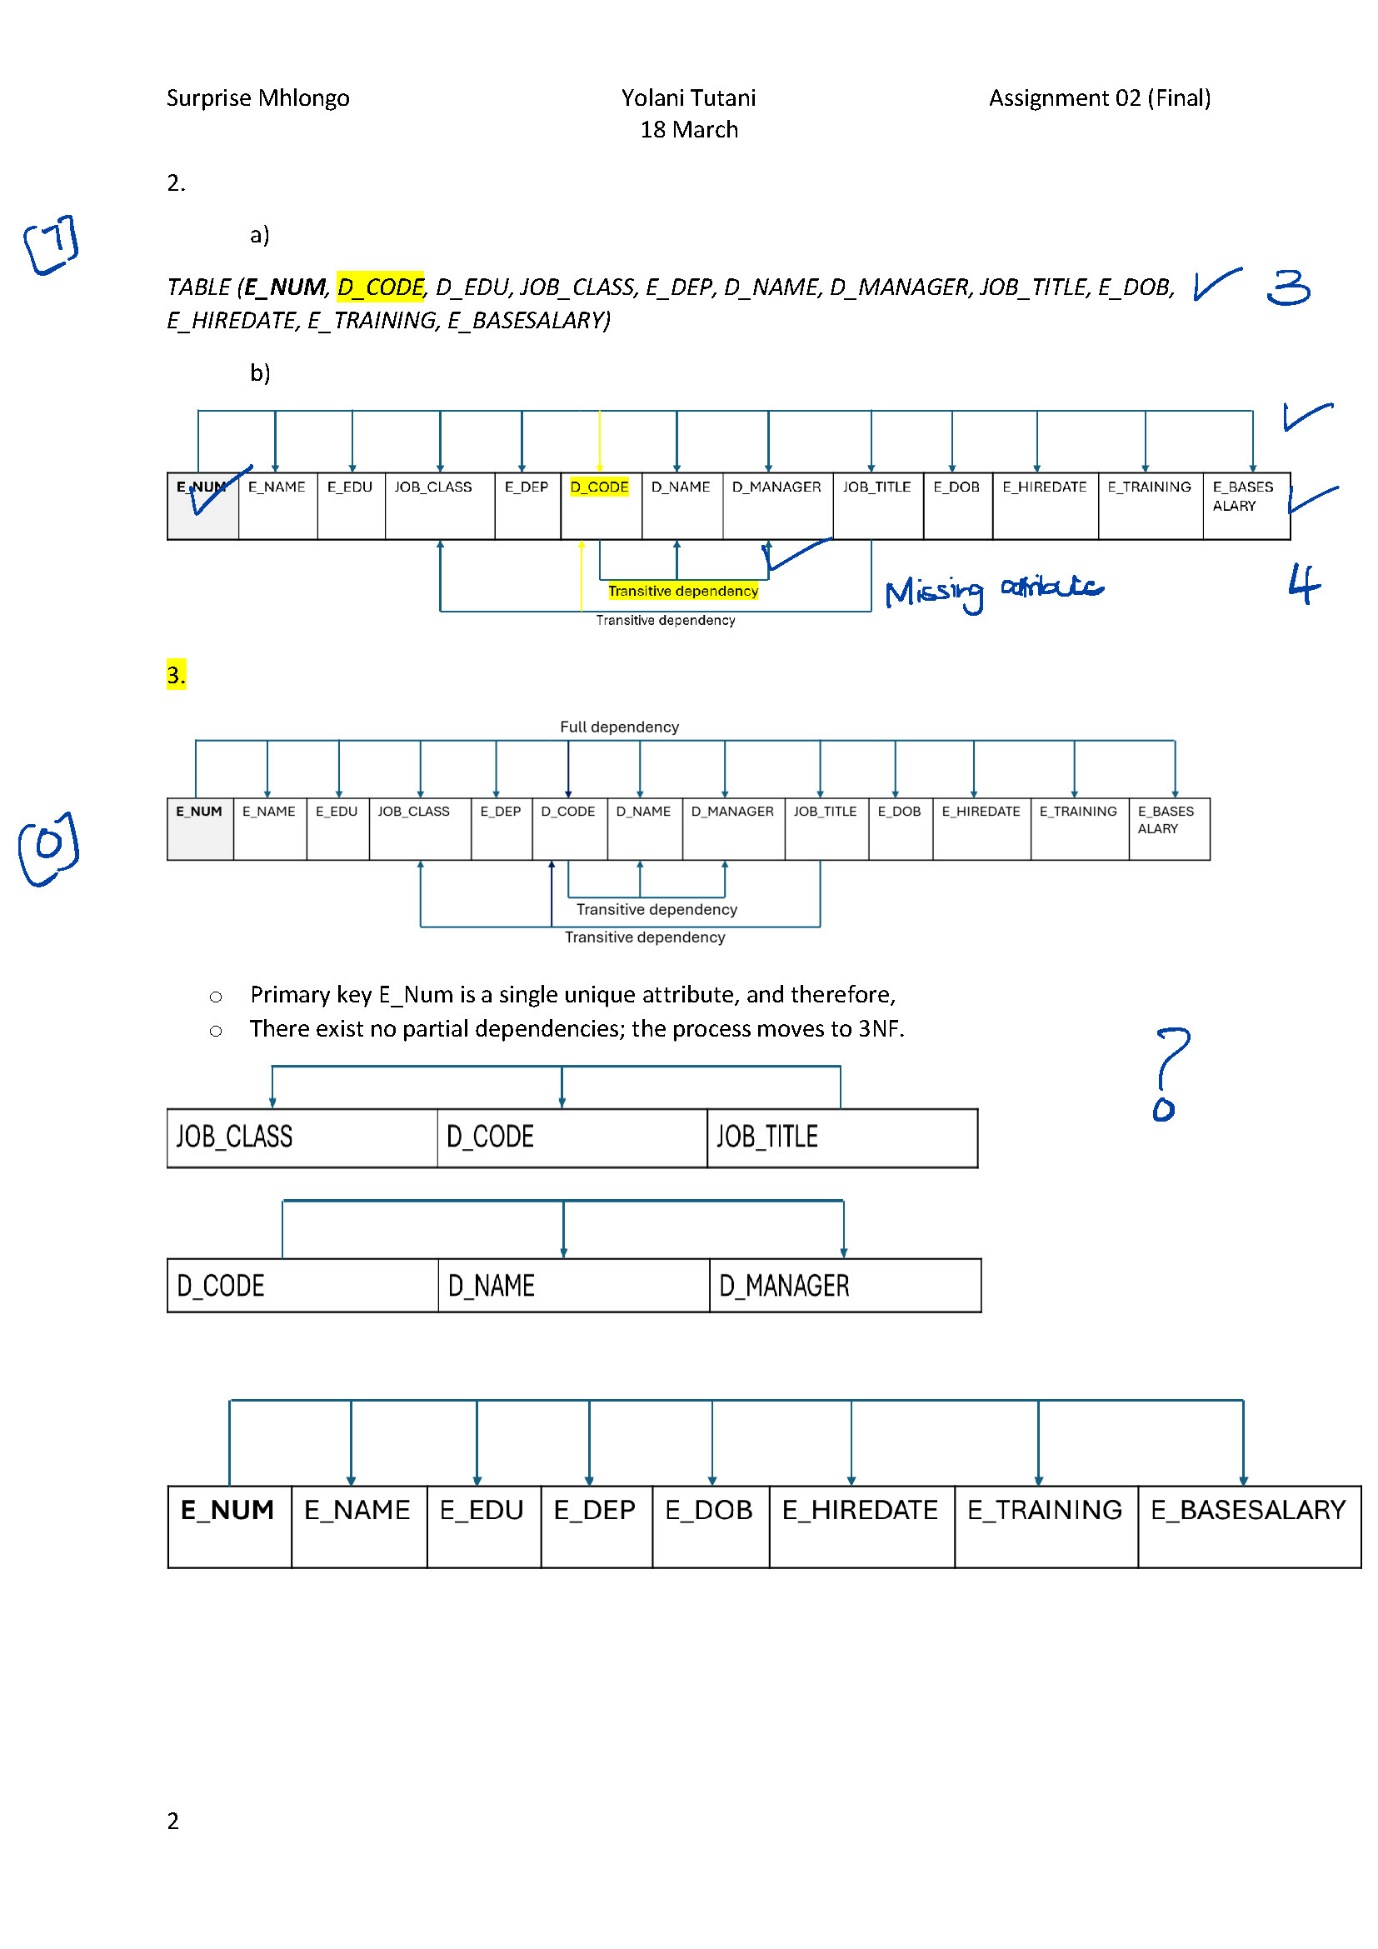 Surprise Mhlongo Yolani Tutani Assignment 02 (Final)
18 March
2.
[7]
a)
TABLE (E_NUM, D_CODE, D_EDU, JOB_CLASS, E_DEP, D_NAME, D_MANAGER, JOB_TITLE, E_DOB, ✓ 3
E_HIREDATE, E_TRAINING, E_BASESALARY)
b)
✓
E_NUM E_NAME E_EDU JOB_CLASS E_DEP D_CODE D_NAME D_MANAGER JOB_TITLE E_DOB E_HIREDATE E_TRAINING E_BASES
ALARY
Transitive dependency
Missing attribute 4
Transitive dependency
3.
Full dependency
E_NUM E_NAME E_EDU JOB_CLASS E_DEP D_CODE D_NAME D_MANAGER JOB_TITLE E_DOB E_HIREDATE E_TRAINING E_BASES
ALARY
[0]
Transitive dependency
Transitive dependency
○ Primary key E_Num is a single unique attribute, and therefore,
○ There exist no partial dependencies; the process moves to 3NF.
?
JOB_CLASS D_CODE JOB_TITLE
D_CODE D_NAME D_MANAGER
E_NUM E_NAME E_EDU E_DEP E_DOB E_HIREDATE E_TRAINING E_BASESALARY
2